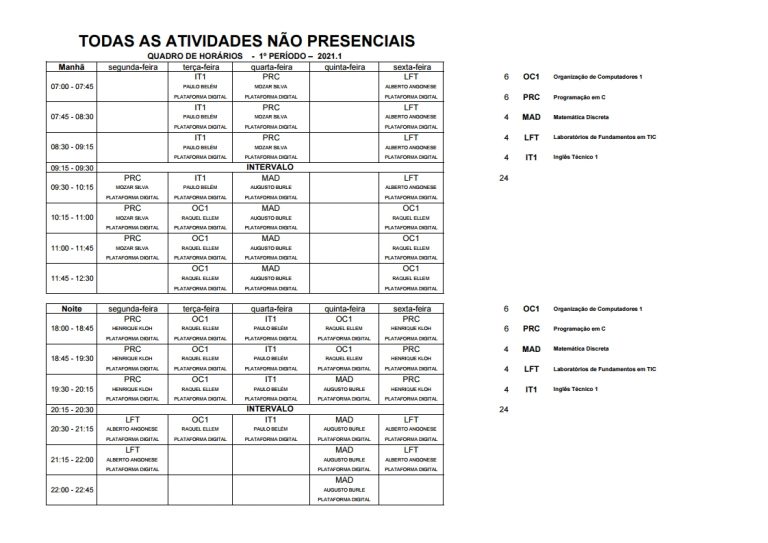 TODAS AS ATIVIDADES NÃO PRESENCIAIS
QUADRO DE HORÁRIOS - 1º PERÍODO – 2021.1
Manhã segunda-feira terça-feira quarta-feira quinta-feira sexta-feira
IT1 PRC LFT
07:00 - 07:45 PAULO BELÉM MOZAR SILVA ALBERTO ANGONESE
PLATAFORMA DIGITAL PLATAFORMA DIGITAL PLATAFORMA DIGITAL
IT1 PRC LFT
07:45 - 08:30 PAULO BELÉM MOZAR SILVA ALBERTO ANGONESE
PLATAFORMA DIGITAL PLATAFORMA DIGITAL PLATAFORMA DIGITAL
IT1 PRC LFT
08:30 - 09:15 PAULO BELÉM MOZAR SILVA ALBERTO ANGONESE
PLATAFORMA DIGITAL PLATAFORMA DIGITAL PLATAFORMA DIGITAL
09:15 - 09:30 INTERVALO
PRC IT1 MAD LFT
09:30 - 10:15 MOZAR SILVA PAULO BELÉM AUGUSTO BURLE ALBERTO ANGONESE
PLATAFORMA DIGITAL PLATAFORMA DIGITAL PLATAFORMA DIGITAL PLATAFORMA DIGITAL
PRC OC1 MAD OC1
10:15 - 11:00 MOZAR SILVA RAQUEL ELLEM AUGUSTO BURLE RAQUEL ELLEM
PLATAFORMA DIGITAL PLATAFORMA DIGITAL PLATAFORMA DIGITAL PLATAFORMA DIGITAL
PRC OC1 MAD OC1
11:00 - 11:45 MOZAR SILVA RAQUEL ELLEM AUGUSTO BURLE RAQUEL ELLEM
PLATAFORMA DIGITAL PLATAFORMA DIGITAL PLATAFORMA DIGITAL PLATAFORMA DIGITAL
OC1 MAD OC1
11:45 - 12:30 RAQUEL ELLEM AUGUSTO BURLE RAQUEL ELLEM
PLATAFORMA DIGITAL PLATAFORMA DIGITAL PLATAFORMA DIGITAL
6 OC1 Organização de Computadores 1
6 PRC Programação em C
4 MAD Matemática Discreta
4 LFT Laboratórios de Fundamentos em TIC
4 IT1 Inglês Técnico 1
24
Noite segunda-feira terça-feira quarta-feira quinta-feira sexta-feira
PRC OC1 IT1 OC1 PRC
18:00 - 18:45 HENRIQUE KLOH RAQUEL ELLEM PAULO BELÉM RAQUEL ELLEM HENRIQUE KLOH
PLATAFORMA DIGITAL PLATAFORMA DIGITAL PLATAFORMA DIGITAL PLATAFORMA DIGITAL PLATAFORMA DIGITAL
PRC OC1 IT1 OC1 PRC
18:45 - 19:30 HENRIQUE KLOH RAQUEL ELLEM PAULO BELÉM RAQUEL ELLEM HENRIQUE KLOH
PLATAFORMA DIGITAL PLATAFORMA DIGITAL PLATAFORMA DIGITAL PLATAFORMA DIGITAL PLATAFORMA DIGITAL
PRC OC1 IT1 MAD PRC
19:30 - 20:15 HENRIQUE KLOH RAQUEL ELLEM PAULO BELÉM AUGUSTO BURLE HENRIQUE KLOH
PLATAFORMA DIGITAL PLATAFORMA DIGITAL PLATAFORMA DIGITAL PLATAFORMA DIGITAL PLATAFORMA DIGITAL
20:15 - 20:30 INTERVALO
LFT OC1 IT1 MAD LFT
20:30 - 21:15 ALBERTO ANGONESE RAQUEL ELLEM PAULO BELÉM AUGUSTO BURLE ALBERTO ANGONESE
PLATAFORMA DIGITAL PLATAFORMA DIGITAL PLATAFORMA DIGITAL PLATAFORMA DIGITAL PLATAFORMA DIGITAL
LFT MAD LFT
21:15 - 22:00 ALBERTO ANGONESE AUGUSTO BURLE ALBERTO ANGONESE
PLATAFORMA DIGITAL PLATAFORMA DIGITAL PLATAFORMA DIGITAL
MAD
22:00 - 22:45 AUGUSTO BURLE
PLATAFORMA DIGITAL
6 OC1 Organização de Computadores 1
6 PRC Programação em C
4 MAD Matemática Discreta
4 LFT Laboratórios de Fundamentos em TIC
4 IT1 Inglês Técnico 1
24